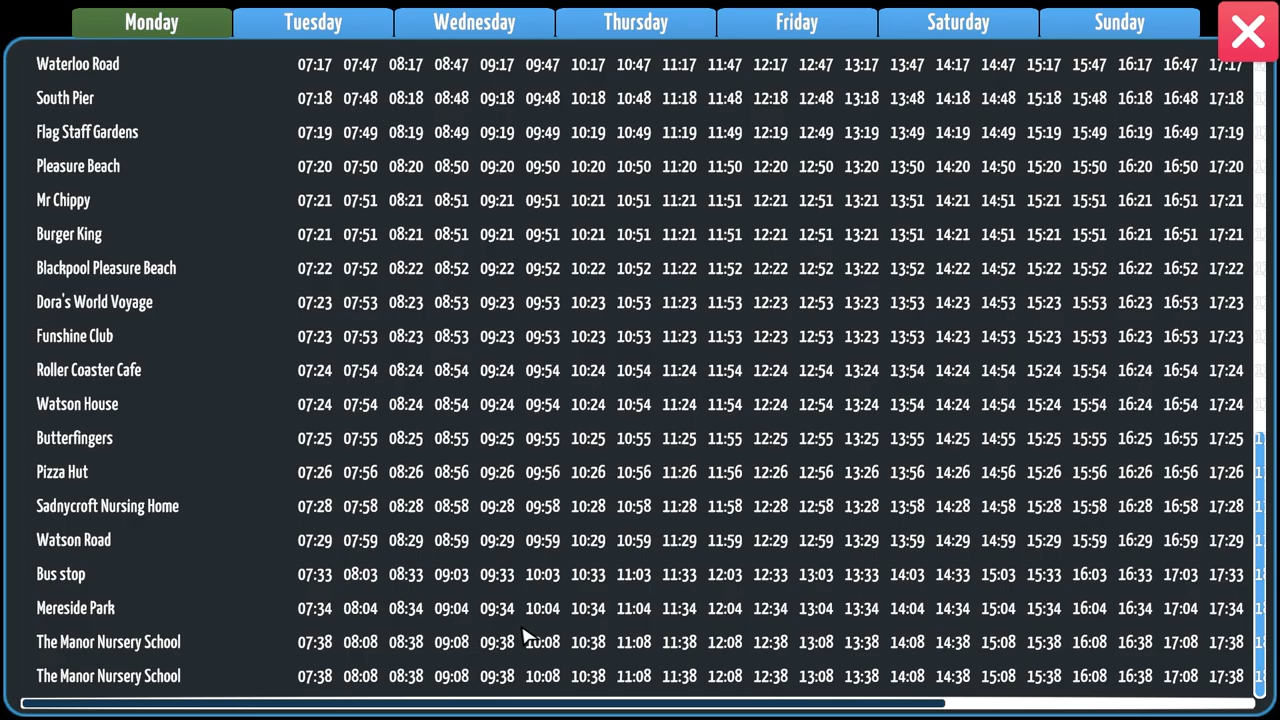 Monday Tuesday Wednesday Thursday Friday Saturday Sunday
Waterloo Road 07:17 07:47 08:17 08:47 09:17 09:47 10:17 10:47 11:17 11:47 12:17 12:47 13:17 13:47 14:17 14:47 15:17 15:47 16:17 16:47 17:17
South Pier 07:18 07:48 08:18 08:48 09:18 09:48 10:18 10:48 11:18 11:48 12:18 12:48 13:18 13:48 14:18 14:48 15:18 15:48 16:18 16:48 17:18
Flag Staff Gardens 07:19 07:49 08:19 08:49 09:19 09:49 10:19 10:49 11:19 11:49 12:19 12:49 13:19 13:49 14:19 14:49 15:19 15:49 16:19 16:49 17:19
Pleasure Beach 07:20 07:50 08:20 08:50 09:20 09:50 10:20 10:50 11:20 11:50 12:20 12:50 13:20 13:50 14:20 14:50 15:20 15:50 16:20 16:50 17:20
Mr Chippy 07:21 07:51 08:21 08:51 09:21 09:51 10:21 10:51 11:21 11:51 12:21 12:51 13:21 13:51 14:21 14:51 15:21 15:51 16:21 16:51 17:21
Burger King 07:21 07:51 08:21 08:51 09:21 09:51 10:21 10:51 11:21 11:51 12:21 12:51 13:21 13:51 14:21 14:51 15:21 15:51 16:21 16:51 17:21
Blackpool Pleasure Beach 07:22 07:52 08:22 08:52 09:22 09:52 10:22 10:52 11:22 11:52 12:22 12:52 13:22 13:52 14:22 14:52 15:22 15:52 16:22 16:52 17:22
Dora's World Voyage 07:23 07:53 08:23 08:53 09:23 09:53 10:23 10:53 11:23 11:53 12:23 12:53 13:23 13:53 14:23 14:53 15:23 15:53 16:23 16:53 17:23
Funshine Club 07:23 07:53 08:23 08:53 09:23 09:53 10:23 10:53 11:23 11:53 12:23 12:53 13:23 13:53 14:23 14:53 15:23 15:53 16:23 16:53 17:23
Roller Coaster Cafe 07:24 07:54 08:24 08:54 09:24 09:54 10:24 10:54 11:24 11:54 12:24 12:54 13:24 13:54 14:24 14:54 15:24 15:54 16:24 16:54 17:24
Watson House 07:24 07:54 08:24 08:54 09:24 09:54 10:24 10:54 11:24 11:54 12:24 12:54 13:24 13:54 14:24 14:54 15:24 15:54 16:24 16:54 17:24
Butterfingers 07:25 07:55 08:25 08:55 09:25 09:55 10:25 10:55 11:25 11:55 12:25 12:55 13:25 13:55 14:25 14:55 15:25 15:55 16:25 16:55 17:25
Pizza Hut 07:26 07:56 08:26 08:56 09:26 09:56 10:26 10:56 11:26 11:56 12:26 12:56 13:26 13:56 14:26 14:56 15:26 15:56 16:26 16:56 17:26
Sadnycroft Nursing Home 07:28 07:58 08:28 08:58 09:28 09:58 10:28 10:58 11:28 11:58 12:28 12:58 13:28 13:58 14:28 14:58 15:28 15:58 16:28 16:58 17:28
Watson Road 07:29 07:59 08:29 08:59 09:29 09:59 10:29 10:59 11:29 11:59 12:29 12:59 13:29 13:59 14:29 14:59 15:29 15:59 16:29 16:59 17:29
Bus stop 07:33 08:03 08:33 09:03 09:33 10:03 10:33 11:03 11:33 12:03 12:33 13:03 13:33 14:03 14:33 15:03 15:33 16:03 16:33 17:03 17:33
Mereside Park 07:34 08:04 08:34 09:04 09:34 10:04 10:34 11:04 11:34 12:04 12:34 13:04 13:34 14:04 14:34 15:04 15:34 16:04 16:34 17:04 17:34
The Manor Nursery School 07:38 08:08 08:38 09:08 09:38 10:08 10:38 11:08 11:38 12:08 12:38 13:08 13:38 14:08 14:38 15:08 15:38 16:08 16:38 17:08 17:38
The Manor Nursery School 07:38 08:08 08:38 09:08 09:38 10:08 10:38 11:08 11:38 12:08 12:38 13:08 13:38 14:08 14:38 15:08 15:38 16:08 16:38 17:08 17:38